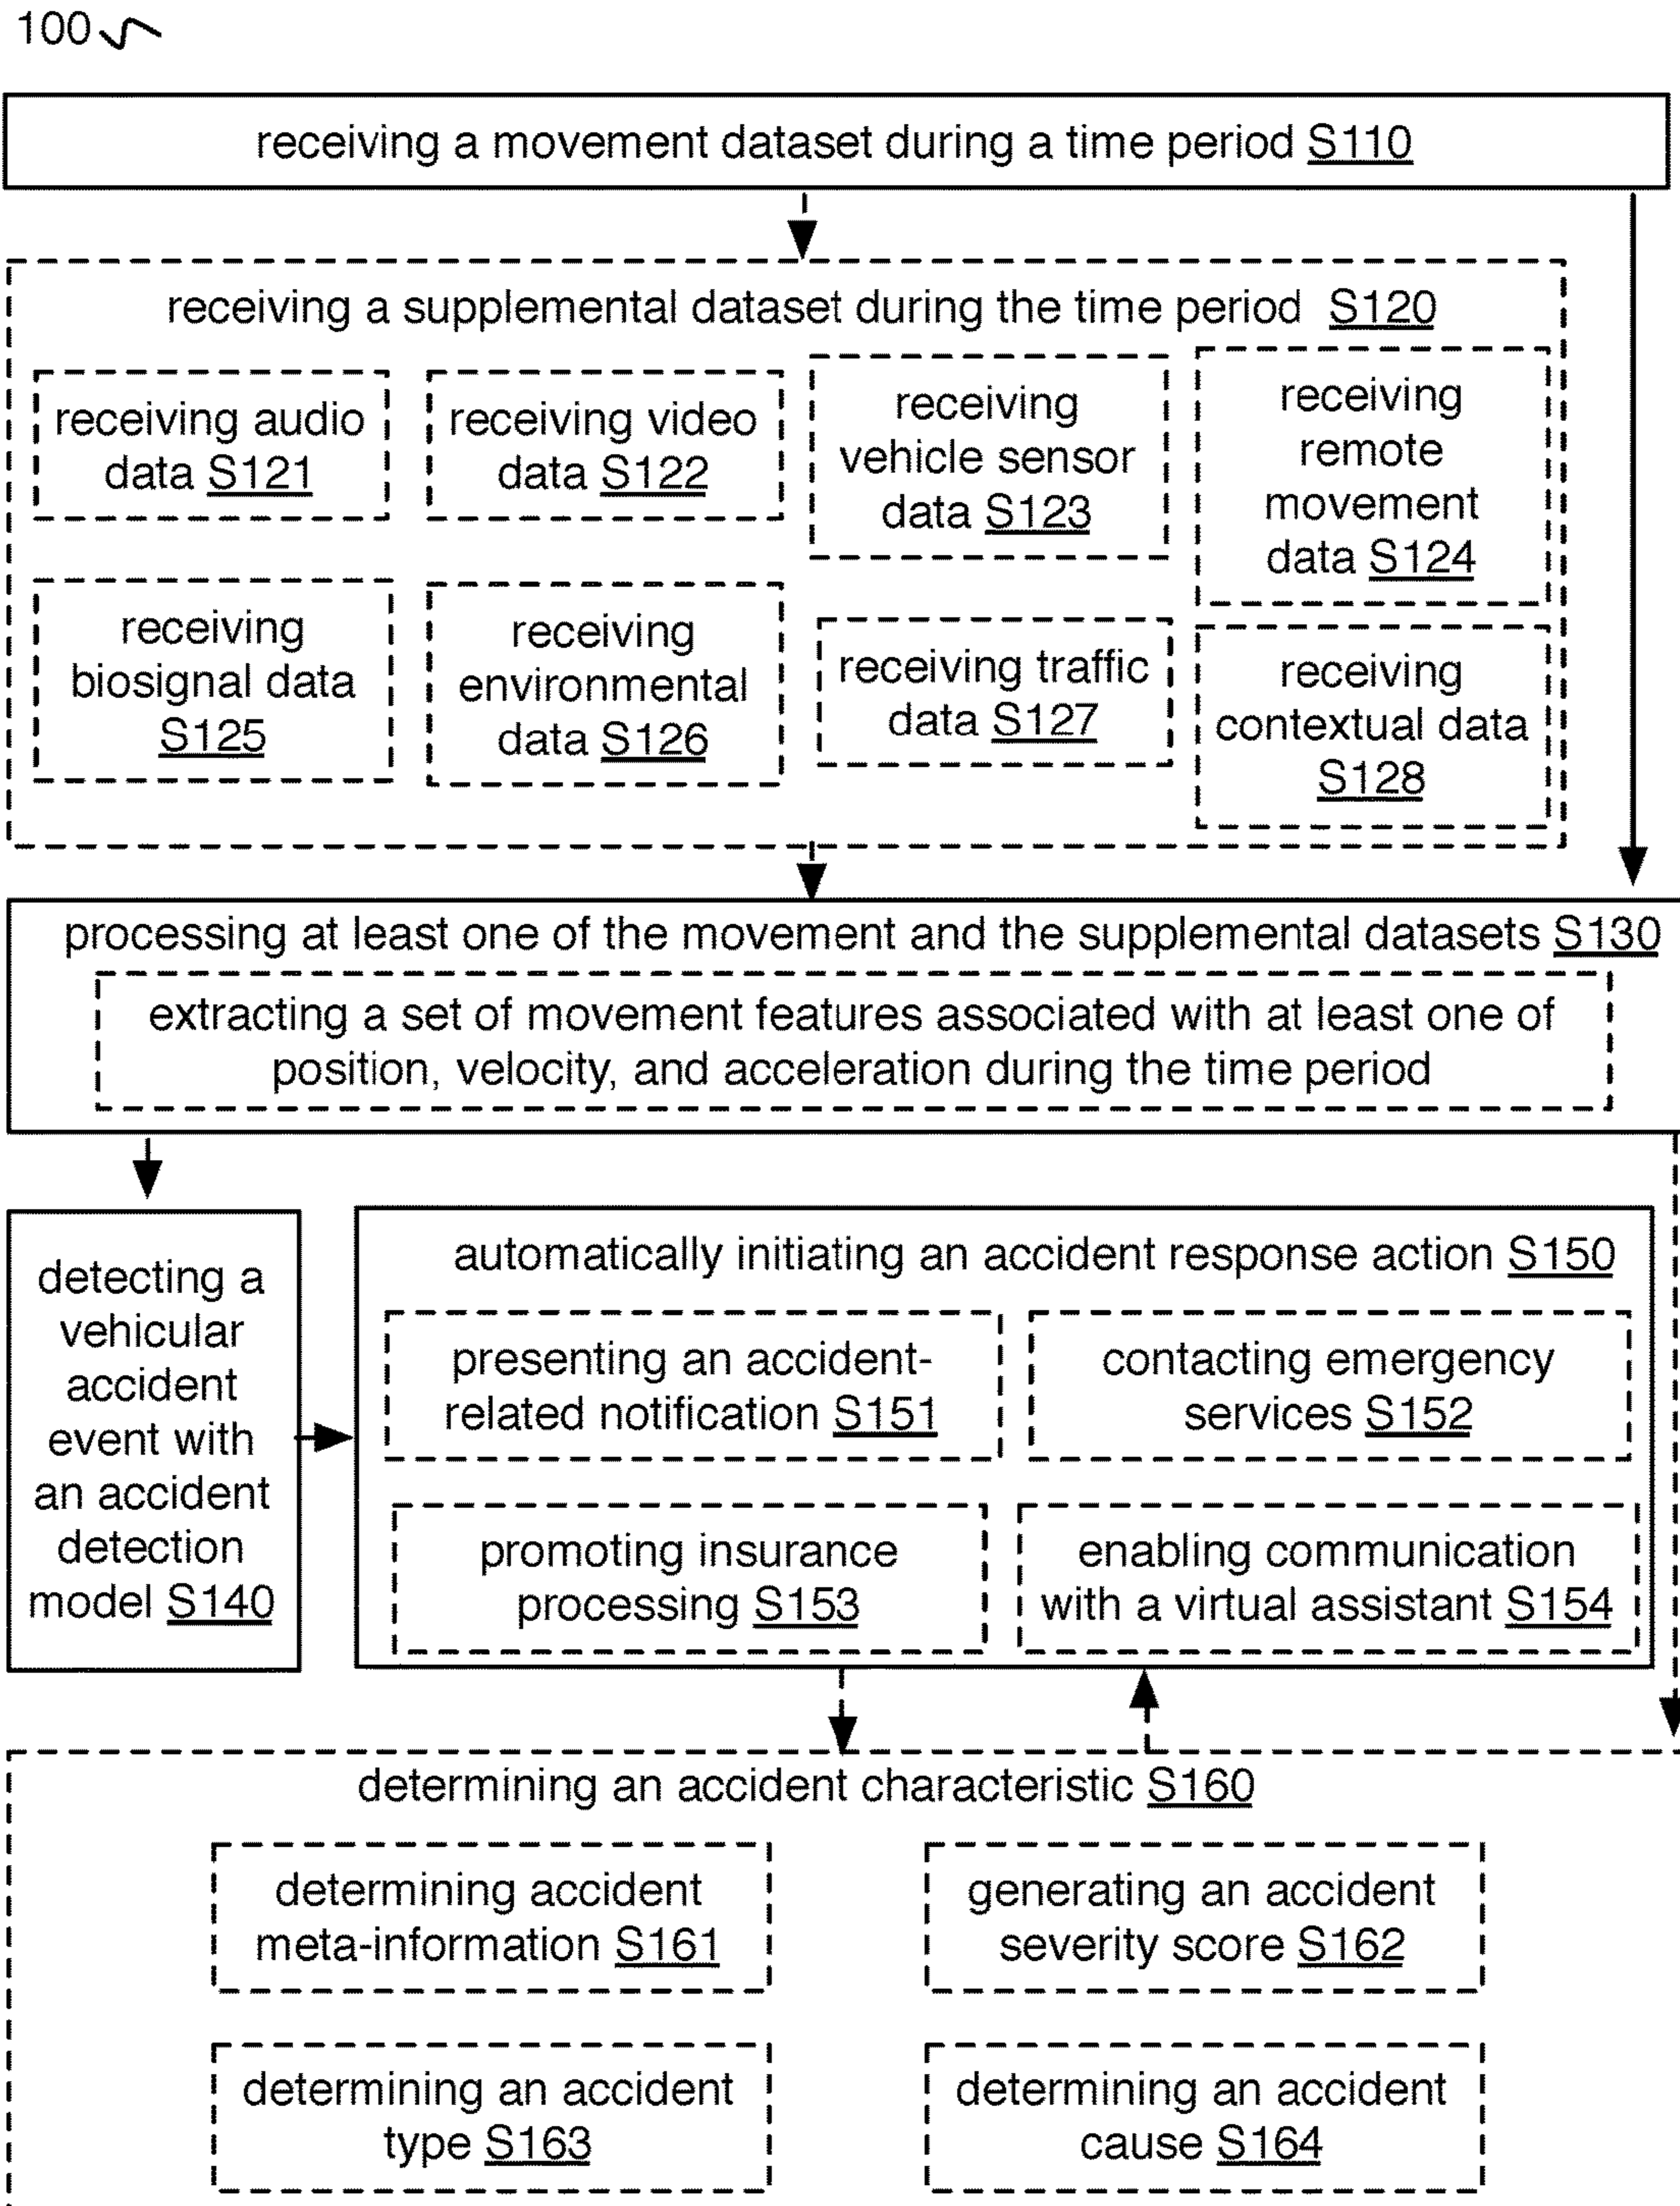 100
receiving a movement dataset during a time period S110
receiving a supplemental dataset during the time period S120
receiving audio
data S121
receiving video
data S122
receiving
vehicle sensor
data S123
receiving
remote
movement
data S124
receiving
biosignal data
S125
receiving
environmental
data S126
receiving traffic
data S127
receiving
contextual data
S128
processing at least one of the movement and the supplemental datasets S130
extracting a set of movement features associated with at least one of
position, velocity, and acceleration during the time period
detecting a
vehicular
accident
event with
an accident
detection
model S140
automatically initiating an accident response action S150
presenting an accident-
related notification S151
contacting emergency
services S152
promoting insurance
processing S153
enabling communication
with a virtual assistant S154
determining an accident characteristic S160
determining accident
meta-information S161
generating an accident
severity score S162
determining an accident
type S163
determining an accident
cause S164